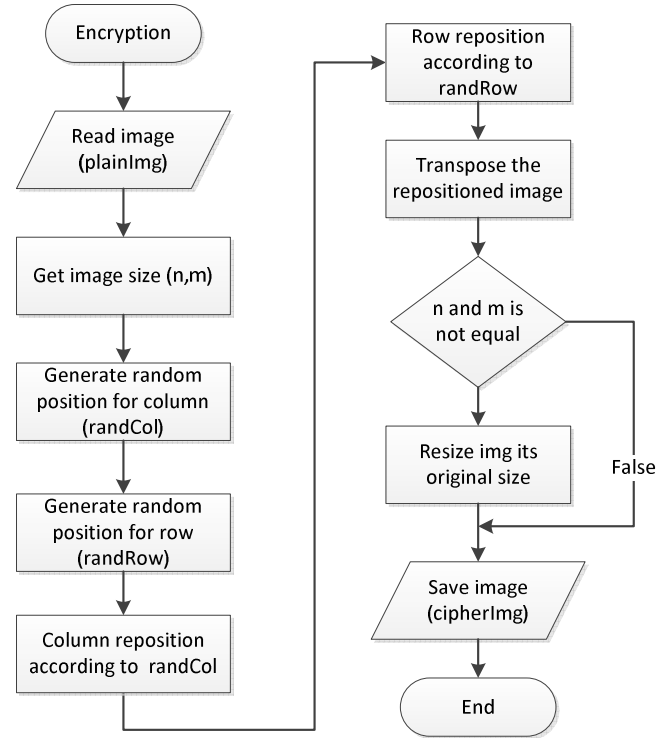 Encryption
Read image
(plainImg)
Get image size (n,m)
Generate random
position for column
(randCol)
Generate random
position for row
(randRow)
Column reposition
according to randCol
Row reposition
according to
randRow
Transpose the
repositioned image
n and m is
not equal
Resize img its
original size
False
Save image
(cipherImg)
End